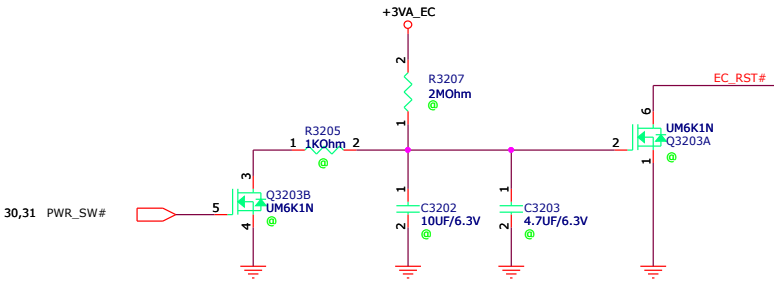 +3VA_EC
2
R3207
2MOhm
@
1
EC_RST#
6
UM6K1N
Q3203A
@
2
1
R3205
1KOhm
1
2
@
3
Q3203B
UM6K1N
@
30,31 PWR_SW#
5
4
1
C3202
10UF/6.3V
2
@
1
C3203
4.7UF/6.3V
2
@